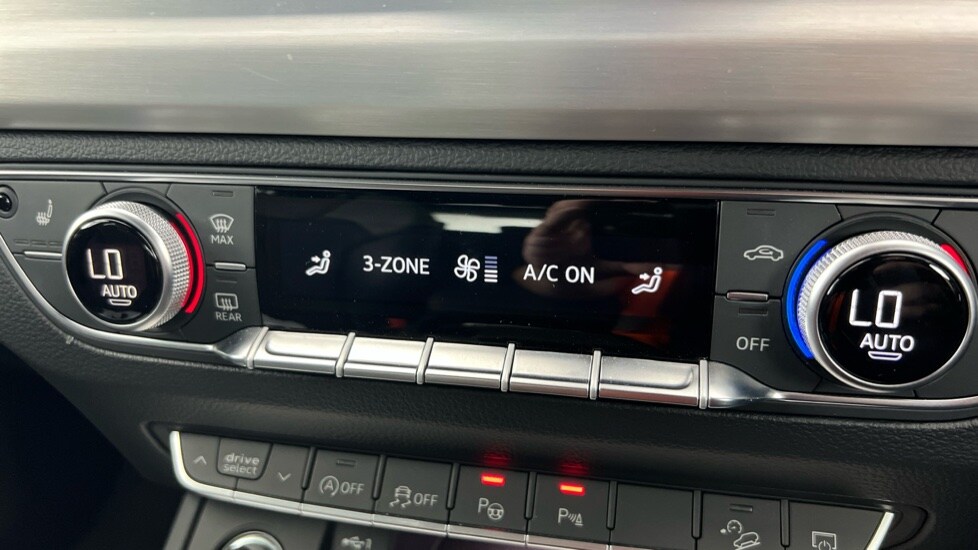 MAX
LO
AUTO
REAR
3-ZONE
A/C ON
OFF
LO
AUTO
drive
select
A OFF
OFF
P
P